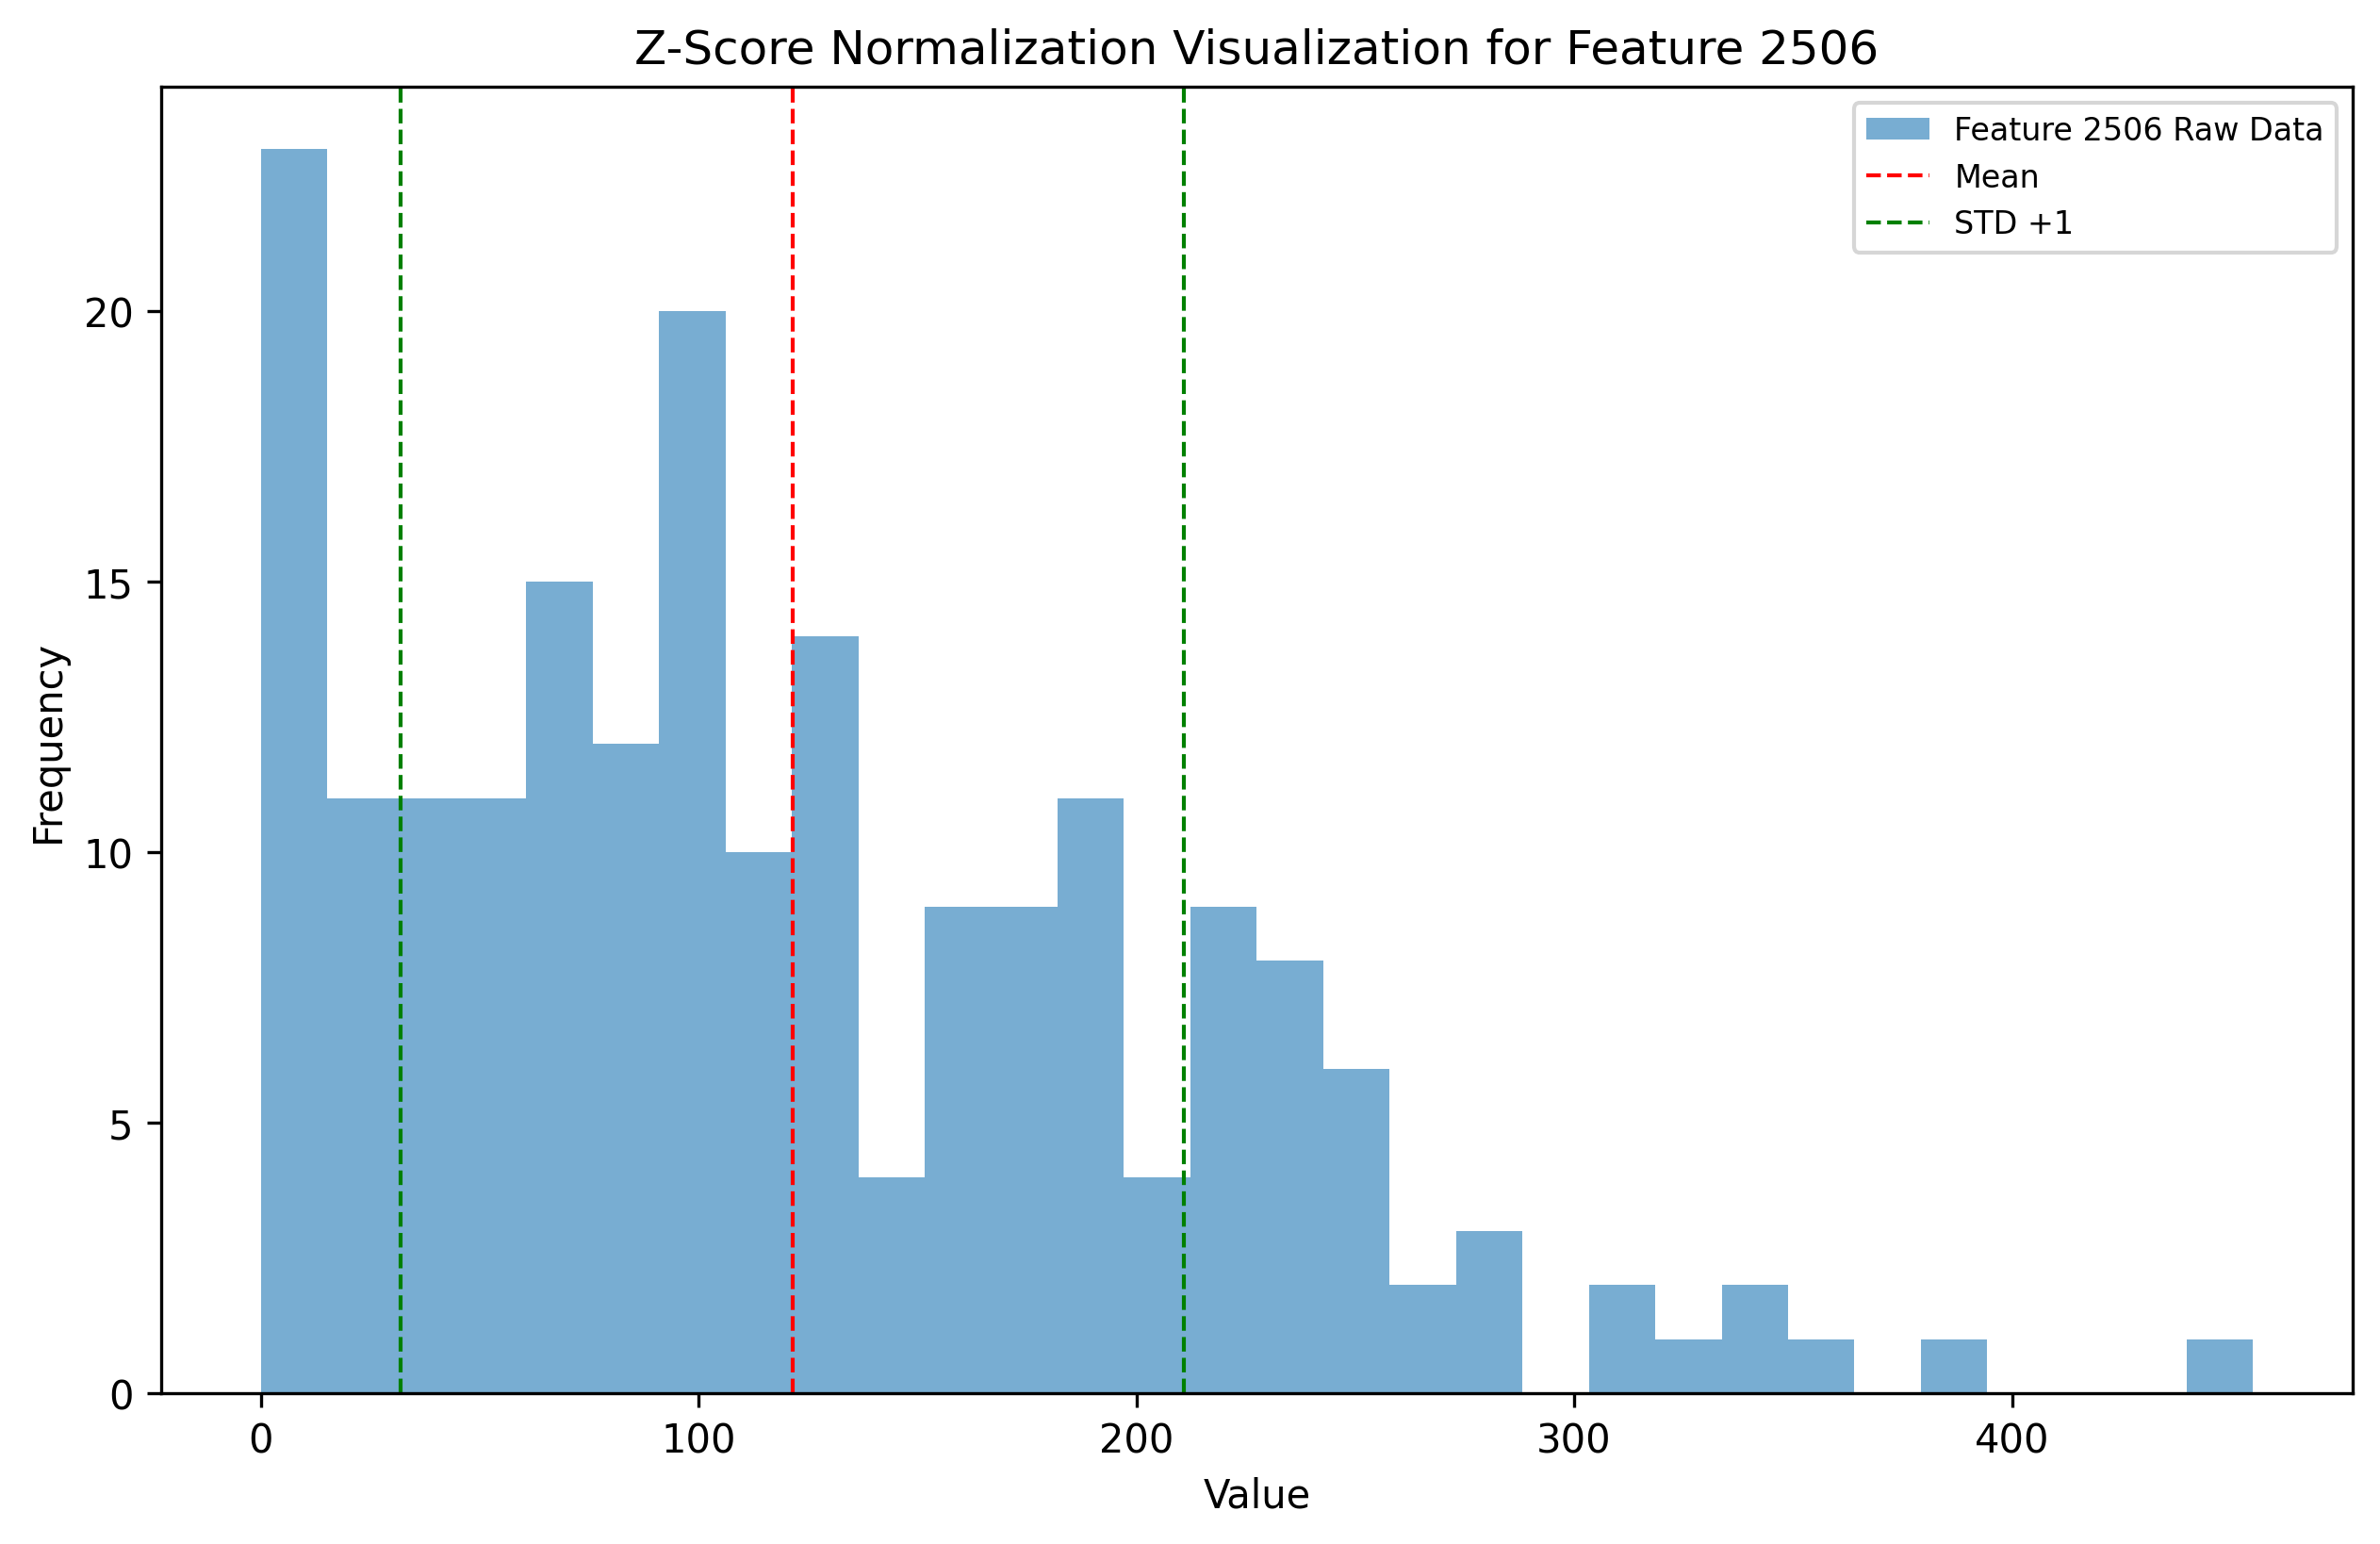 Z-Score Normalization Visualization for Feature 2506
Feature 2506 Raw Data
Mean
STD +1
20
15
10
5
0
Frequency
0 100 200 300 400
Value